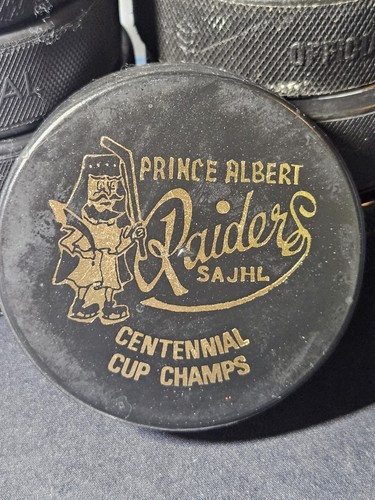 PRINCE ALBERT
Raiders
SAJHL
CENTENNIAL
CUP CHAMPS